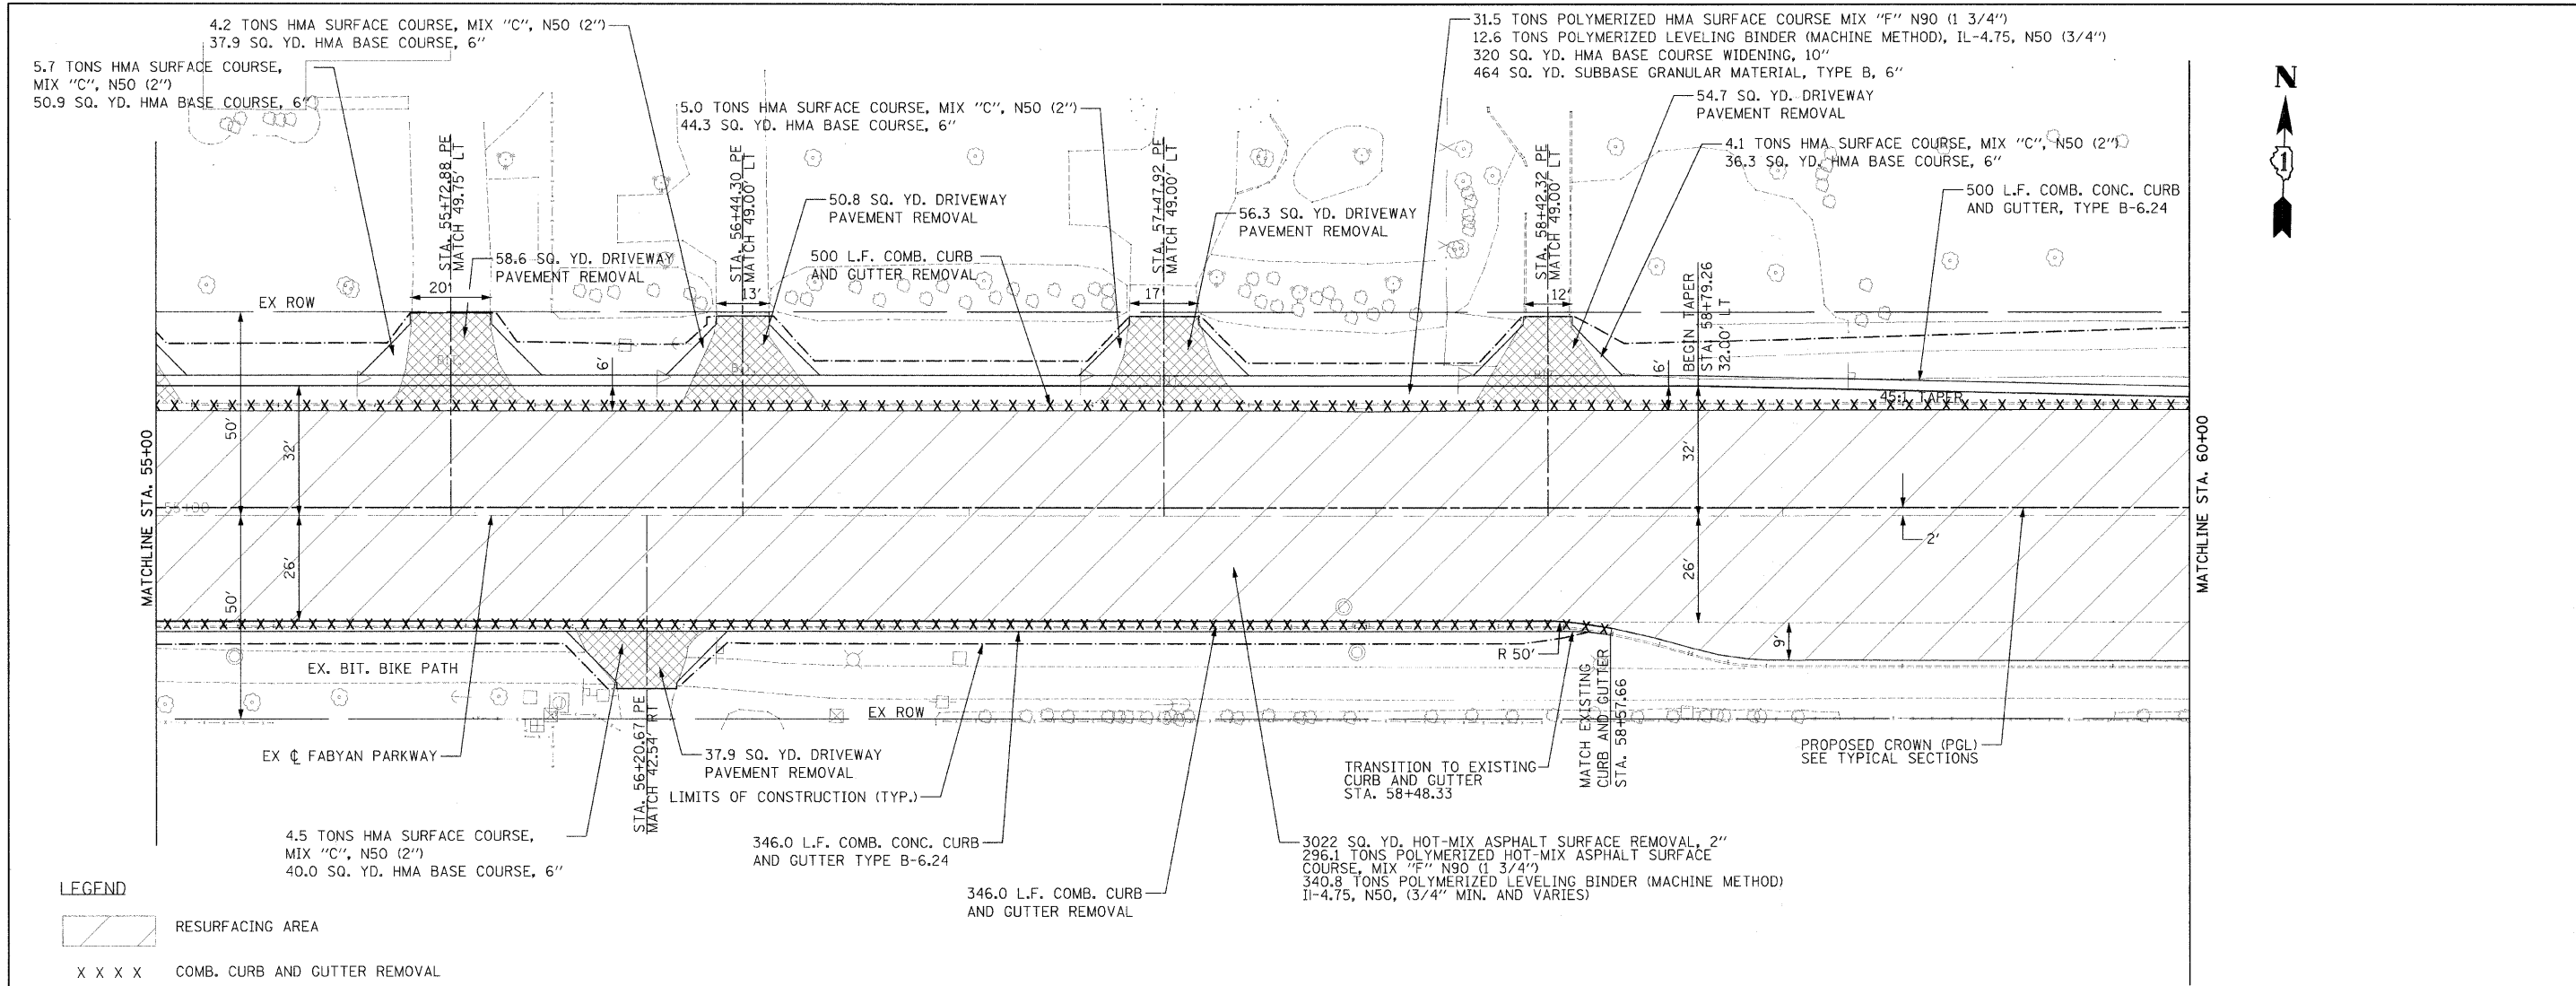 4.2 TONS HMA SURFACE COURSE, MIX "C", N50 (2")
37.9 SQ. YD. HMA BASE COURSE, 6"
5.7 TONS HMA SURFACE COURSE,
MIX "C", N50 (2")
50.9 SQ. YD. HMA BASE COURSE, 6"
5.0 TONS HMA SURFACE COURSE, MIX "C", N50 (2")
44.3 SQ. YD. HMA BASE COURSE, 6"
31.5 TONS POLYMERIZED HMA SURFACE COURSE MIX "F" N90 (1 3/4")
12.6 TONS POLYMERIZED LEVELING BINDER (MACHINE METHOD), IL-4.75, N50 (3/4")
320 SQ. YD. HMA BASE COURSE WIDENING, 10"
464 SQ. YD. SUBBASE GRANULAR MATERIAL, TYPE B, 6"
54.7 SQ. YD. DRIVEWAY
PAVEMENT REMOVAL
4.1 TONS HMA SURFACE COURSE, MIX "C", N50 (2")
36.3 SQ. YD. HMA BASE COURSE, 6"
500 L.F. COMB. CONC. CURB
AND GUTTER, TYPE B-6.24
N
1
STA. 55+72.88 PE
MATCH 49.75' LT
STA. 56+44.30 PE
MATCH 49.00' LT
STA. 57+47.92 PE
MATCH 49.00' LT
STA. 58+42.32 PE
MATCH 49.00' LT
58.6 SQ. YD. DRIVEWAY
PAVEMENT REMOVAL
50.8 SQ. YD. DRIVEWAY
PAVEMENT REMOVAL
500 L.F. COMB. CURB
AND GUTTER REMOVAL
56.3 SQ. YD. DRIVEWAY
PAVEMENT REMOVAL
BEGIN TAPER
STA. 58+79.26
32.00' LT
EX ROW
20'
13'
17'
12'
6'
6'
45:1 TAPER
50'
32'
32'
MATCHLINE STA. 55+00
55+00
MATCHLINE STA. 60+00
2'
50'
26'
26'
9'
R 50'
EX. BIT. BIKE PATH
EX ROW
EX ℄ FABYAN PARKWAY
STA. 56+20.67 PE
MATCH 42.54' RT
37.9 SQ. YD. DRIVEWAY
PAVEMENT REMOVAL
LIMITS OF CONSTRUCTION (TYP.)
TRANSITION TO EXISTING
CURB AND GUTTER
STA. 58+48.33
MATCH EXISTING
CURB AND GUTTER
STA. 58+57.66
PROPOSED CROWN (PGL)
SEE TYPICAL SECTIONS
4.5 TONS HMA SURFACE COURSE,
MIX "C", N50 (2")
40.0 SQ. YD. HMA BASE COURSE, 6"
346.0 L.F. COMB. CONC. CURB
AND GUTTER TYPE B-6.24
346.0 L.F. COMB. CURB
AND GUTTER REMOVAL
3022 SQ. YD. HOT-MIX ASPHALT SURFACE REMOVAL, 2"
296.1 TONS POLYMERIZED HOT-MIX ASPHALT SURFACE
COURSE, MIX "F" N90 (1 3/4")
340.8 TONS POLYMERIZED LEVELING BINDER (MACHINE METHOD)
Il-4.75, N50, (3/4" MIN. AND VARIES)
LEGEND
RESURFACING AREA
X X X X COMB. CURB AND GUTTER REMOVAL